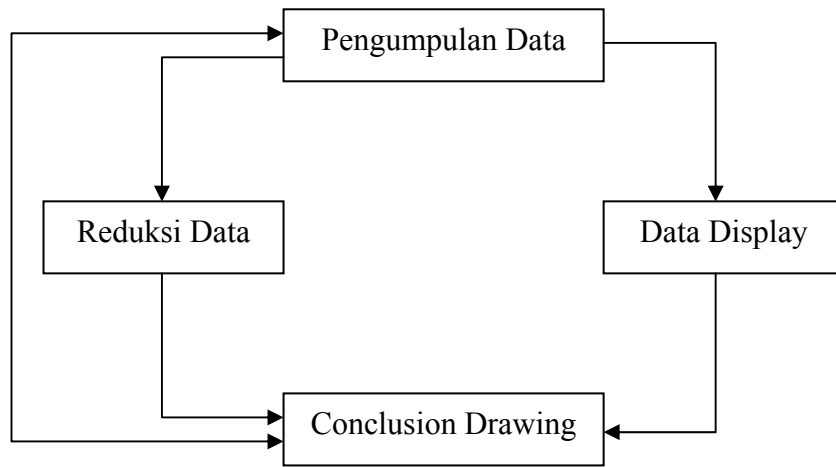 Pengumpulan Data
Reduksi Data
Data Display
Conclusion Drawing